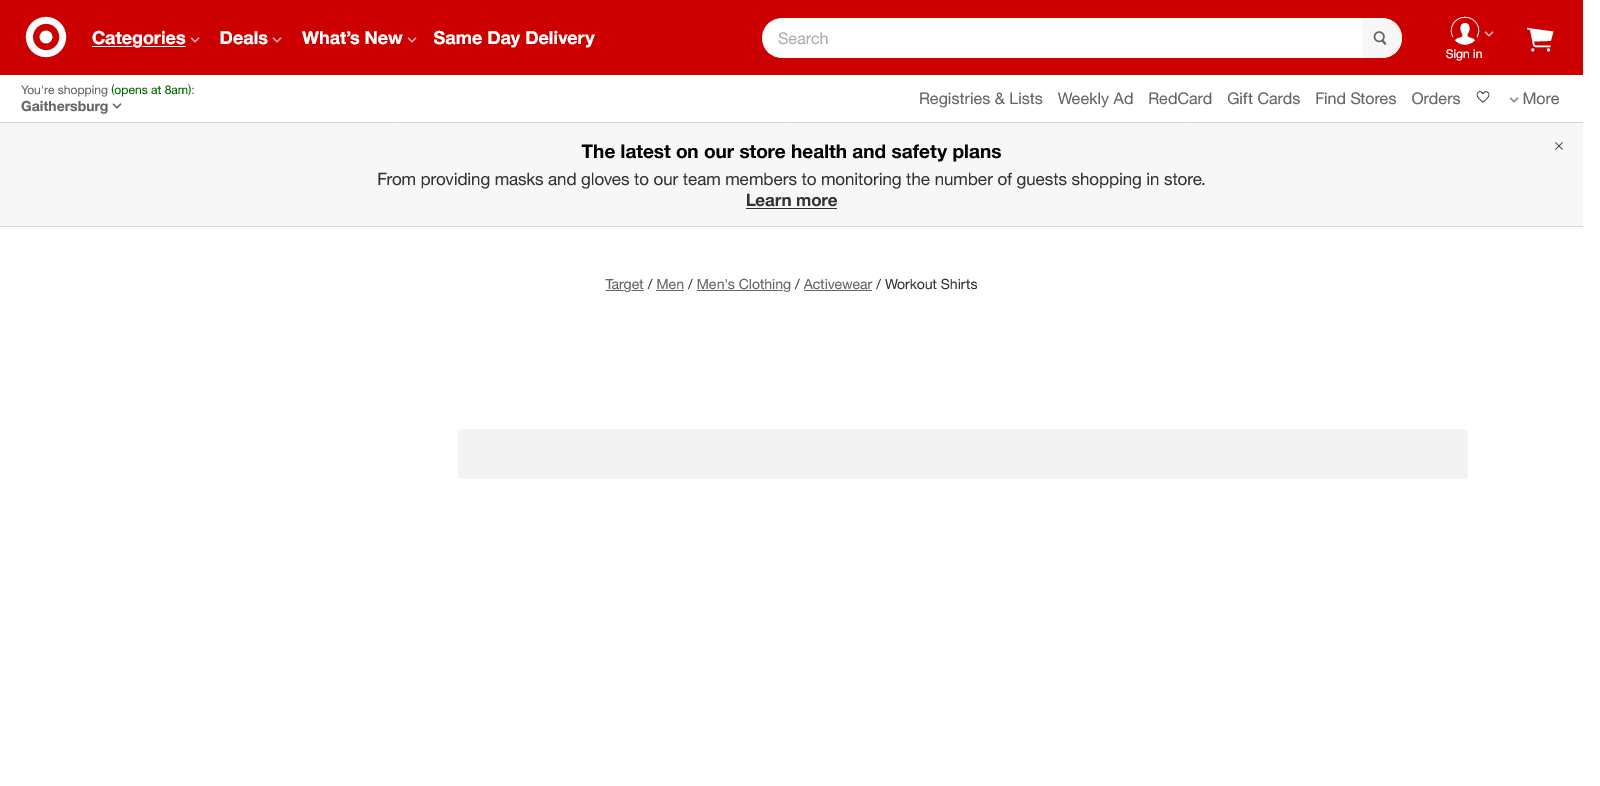 Categories Deals What's New Same Day Delivery Search Sign in
You're shopping (opens at 8am):
Gaithersburg
Registries & Lists Weekly Ad RedCard Gift Cards Find Stores Orders More
The latest on our store health and safety plans
From providing masks and gloves to our team members to monitoring the number of guests shopping in store.
Learn more
Target / Men / Men's Clothing / Activewear / Workout Shirts